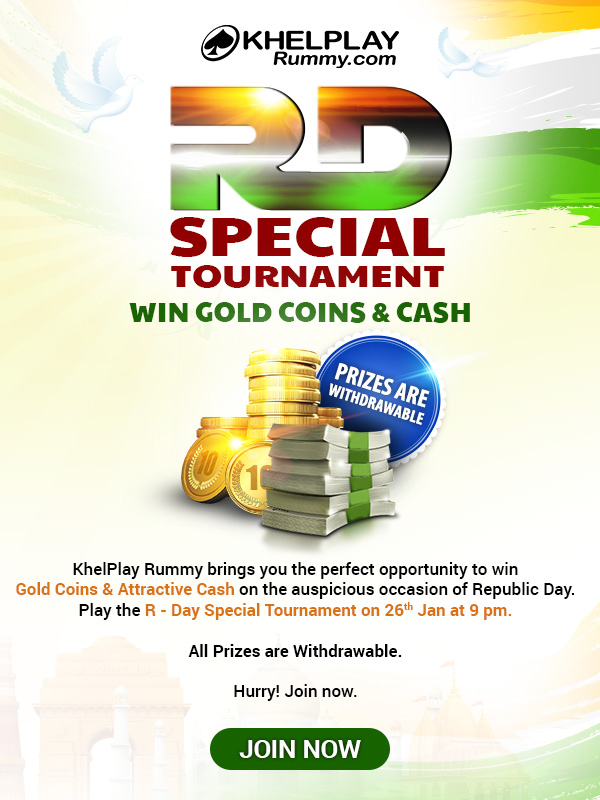 KHELPLAY
Rummy.com
RD
SPECIAL
TOURNAMENT
WIN GOLD COINS & CASH
PRIZES ARE
WITHDRAWABLE
10
10
KhelPlay Rummy brings you the perfect opportunity to win
Gold Coins & Attractive Cash on the auspicious occasion of Republic Day.
Play the R - Day Special Tournament on 26th Jan at 9 pm.
All Prizes are Withdrawable.
Hurry! Join now.
JOIN NOW